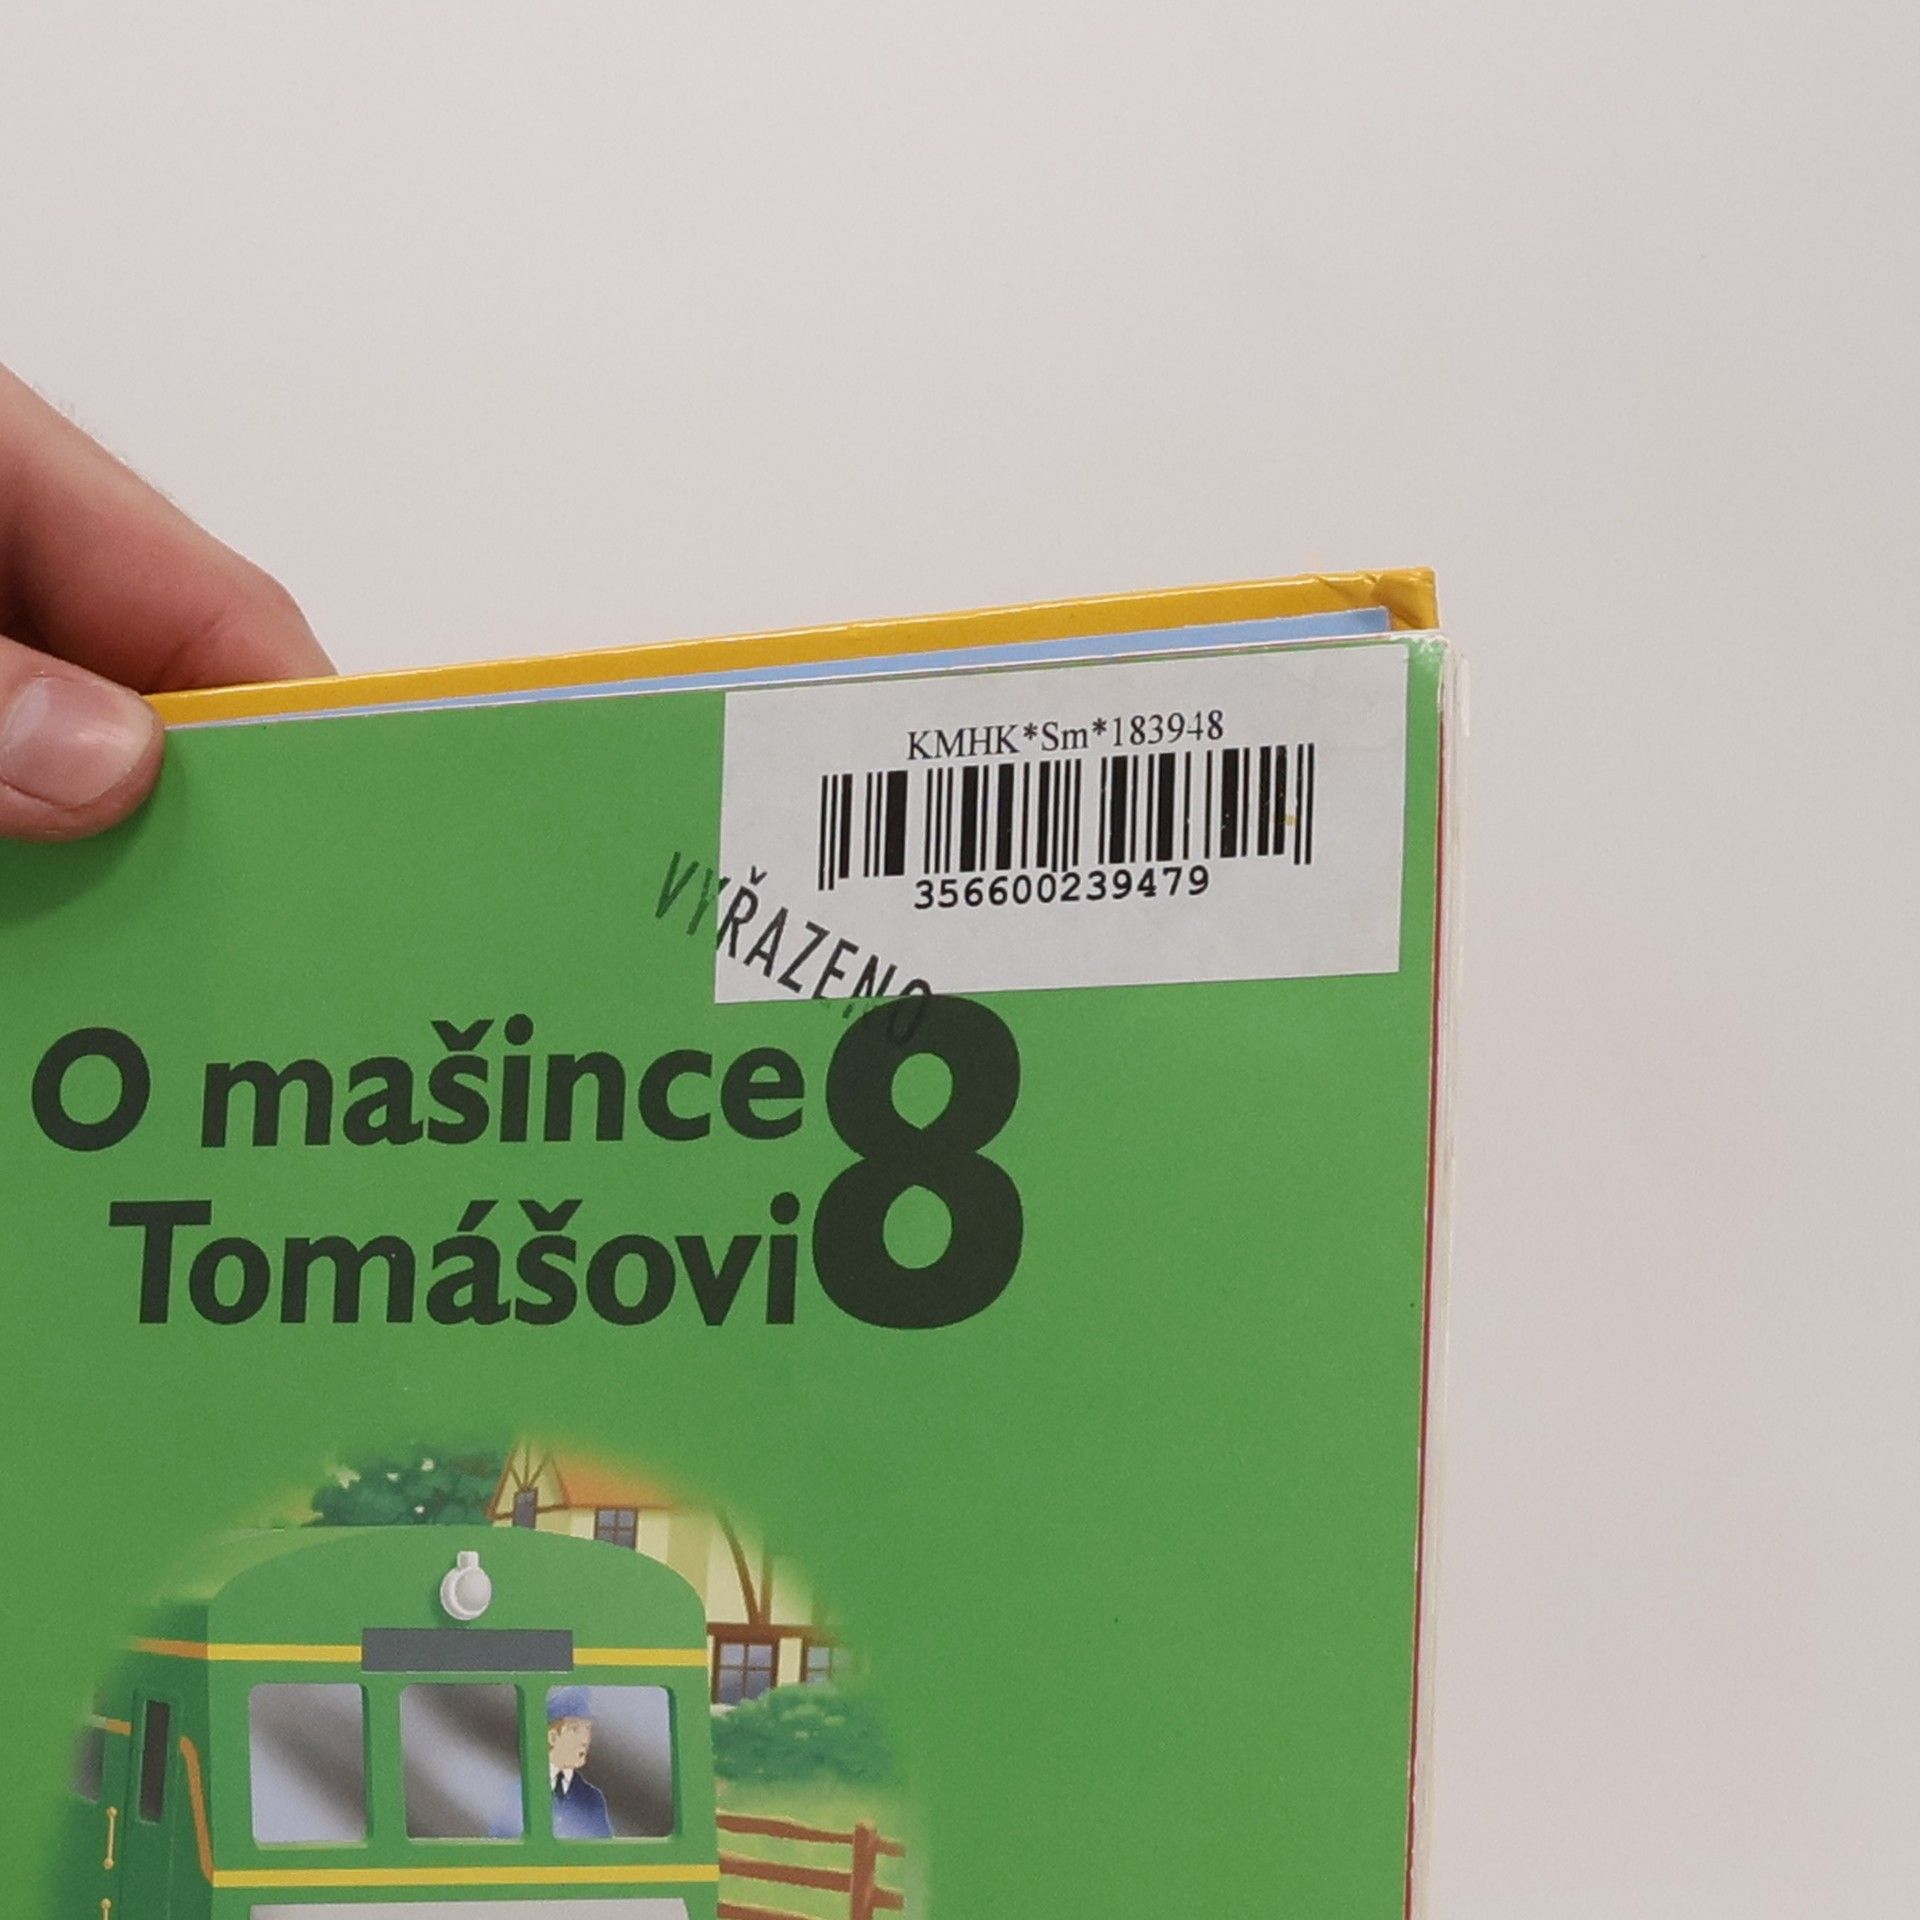 KMHK*Sm*183948
356600239479
VYŘAZENO
O mašince 8
Tomášovi